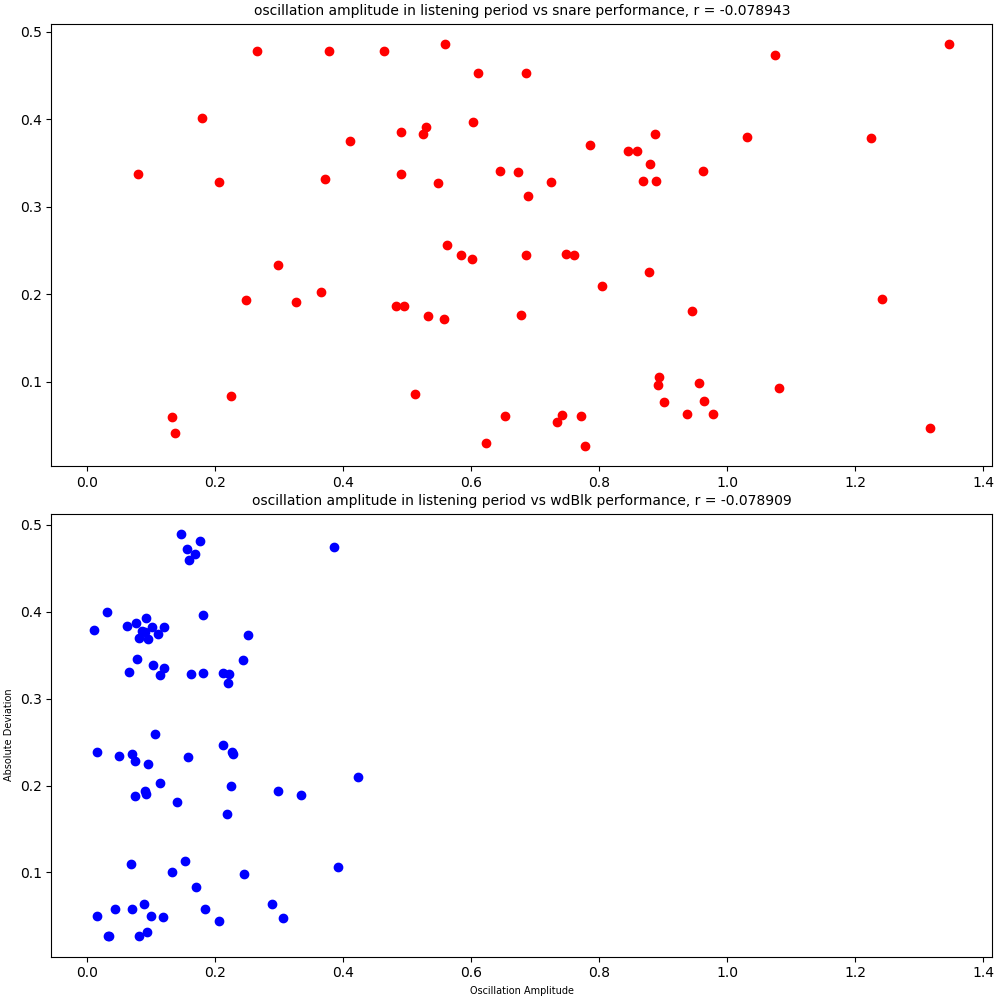 oscillation amplitude in listening period vs snare performance, r = -0.078943
0.5
0.4
0.3
0.2
0.1
0.0 0.2 0.4 0.6 0.8 1.0 1.2 1.4
oscillation amplitude in listening period vs wdBlk performance, r = -0.078909
0.5
0.4
0.3
0.2
0.1
Absolute Deviation
0.0 0.2 0.4 0.6 0.8 1.0 1.2 1.4
Oscillation Amplitude